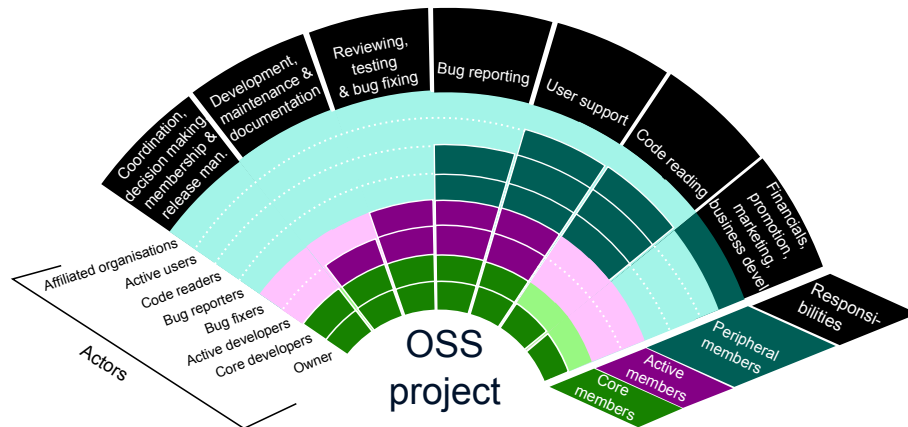 Coordination,
decision making,
membership &
release man.
Development,
maintenance &
documentation
Reviewing,
testing
& bug fixing
Bug reporting
User support
Code reading
Financials,
promotion,
marketing,
business devel
Affiliated organisations
Active users
Code readers
Bug reporters
Bug fixers
Active developers
Core developers
Owner
Actors
OSS
project
Core
members
Active
members
Peripheral
members
Responsi-
bilities